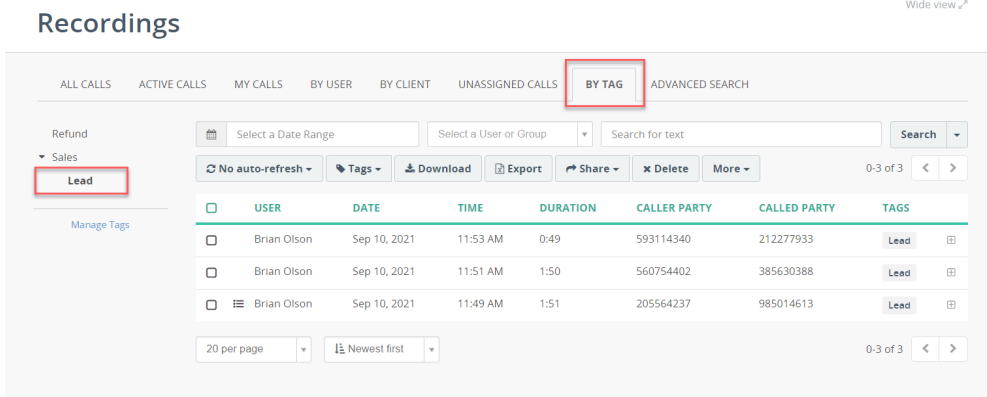 Wide view
Recordings
ALL CALLS ACTIVE CALLS MY CALLS BY USER BY CLIENT UNASSIGNED CALLS BY TAG ADVANCED SEARCH
Refund
Sales
Lead
Manage Tags
Select a Date Range Select a User or Group Search for text Search
No auto-refresh Tags Download Export Share Delete More 0-3 of 3
USER DATE TIME DURATION CALLER PARTY CALLED PARTY TAGS
Brian Olson Sep 10, 2021 11:53 AM 0:49 593114340 212277933 Lead
Brian Olson Sep 10, 2021 11:51 AM 1:50 560754402 385630388 Lead
Brian Olson Sep 10, 2021 11:49 AM 1:51 205564237 985014613 Lead
20 per page Newest first 0-3 of 3